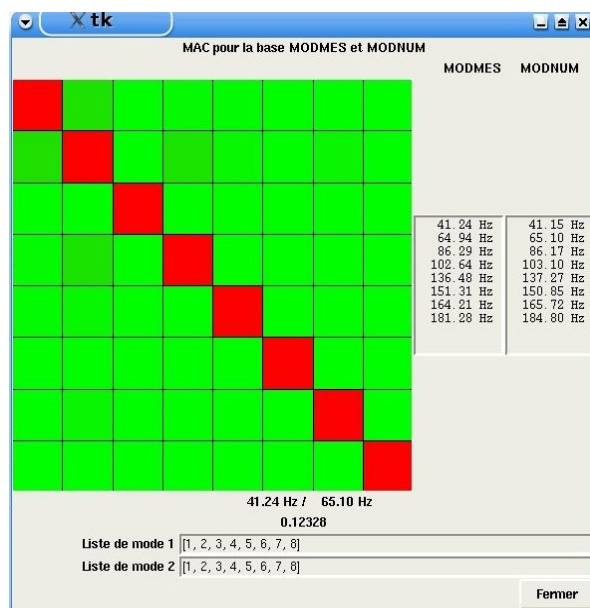 tk
MAC pour la base MODMES et MODNUM
MODMES MODNUM
41.24 Hz 41.15 Hz
64.94 Hz 65.10 Hz
86.29 Hz 86.17 Hz
102.64 Hz 103.10 Hz
136.48 Hz 137.27 Hz
151.31 Hz 150.85 Hz
164.21 Hz 165.72 Hz
181.28 Hz 184.80 Hz
41.24 Hz / 65.10 Hz
0.12328
Liste de mode 1 [1, 2, 3, 4, 5, 6, 7, 8]
Liste de mode 2 [1, 2, 3, 4, 5, 6, 7, 8]
Fermer